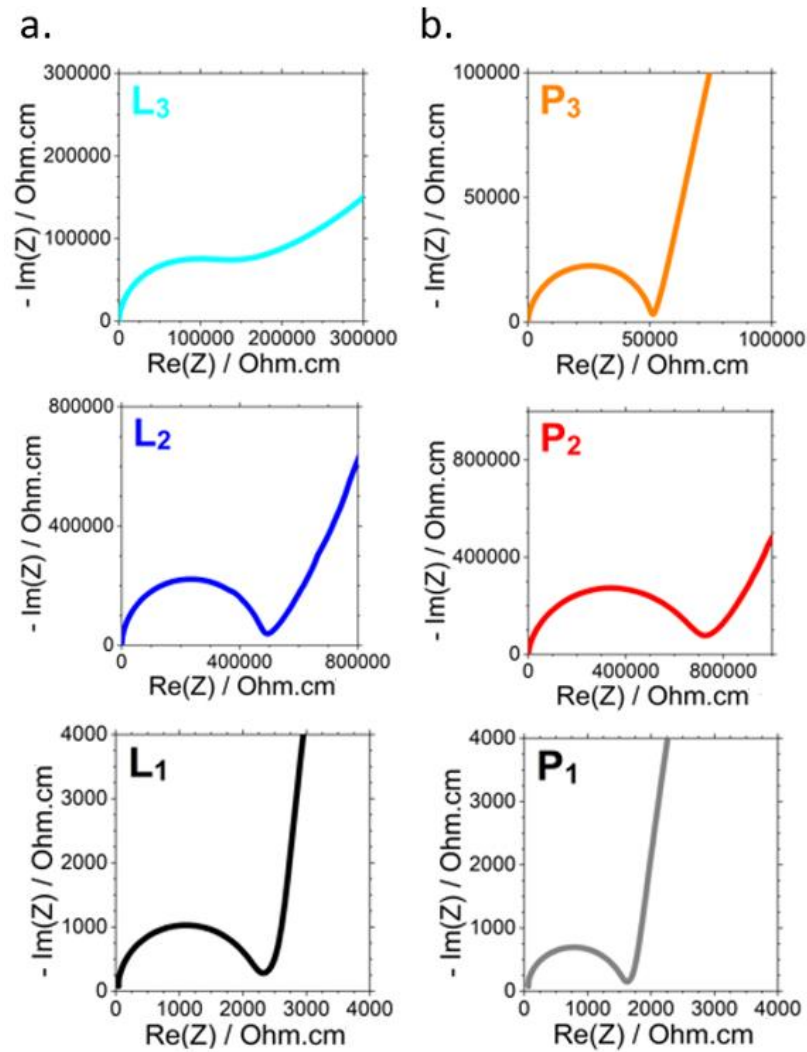 a.
b.
300000
200000
100000
0
- Im(Z) / Ohm.cm
L3
0 100000 200000 300000
Re(Z) / Ohm.cm
100000
50000
0
- Im(Z) / Ohm.cm
P3
0 50000 100000
Re(Z) / Ohm.cm
800000
400000
0
- Im(Z) / Ohm.cm
L2
0 400000 800000
Re(Z) / Ohm.cm
800000
400000
0
- Im(Z) / Ohm.cm
P2
0 400000 800000
Re(Z) / Ohm.cm
4000
3000
2000
1000
0
- Im(Z) / Ohm.cm
L1
0 1000 2000 3000 4000
Re(Z) / Ohm.cm
4000
3000
2000
1000
0
- Im(Z) / Ohm.cm
P1
0 1000 2000 3000 4000
Re(Z) / Ohm.cm